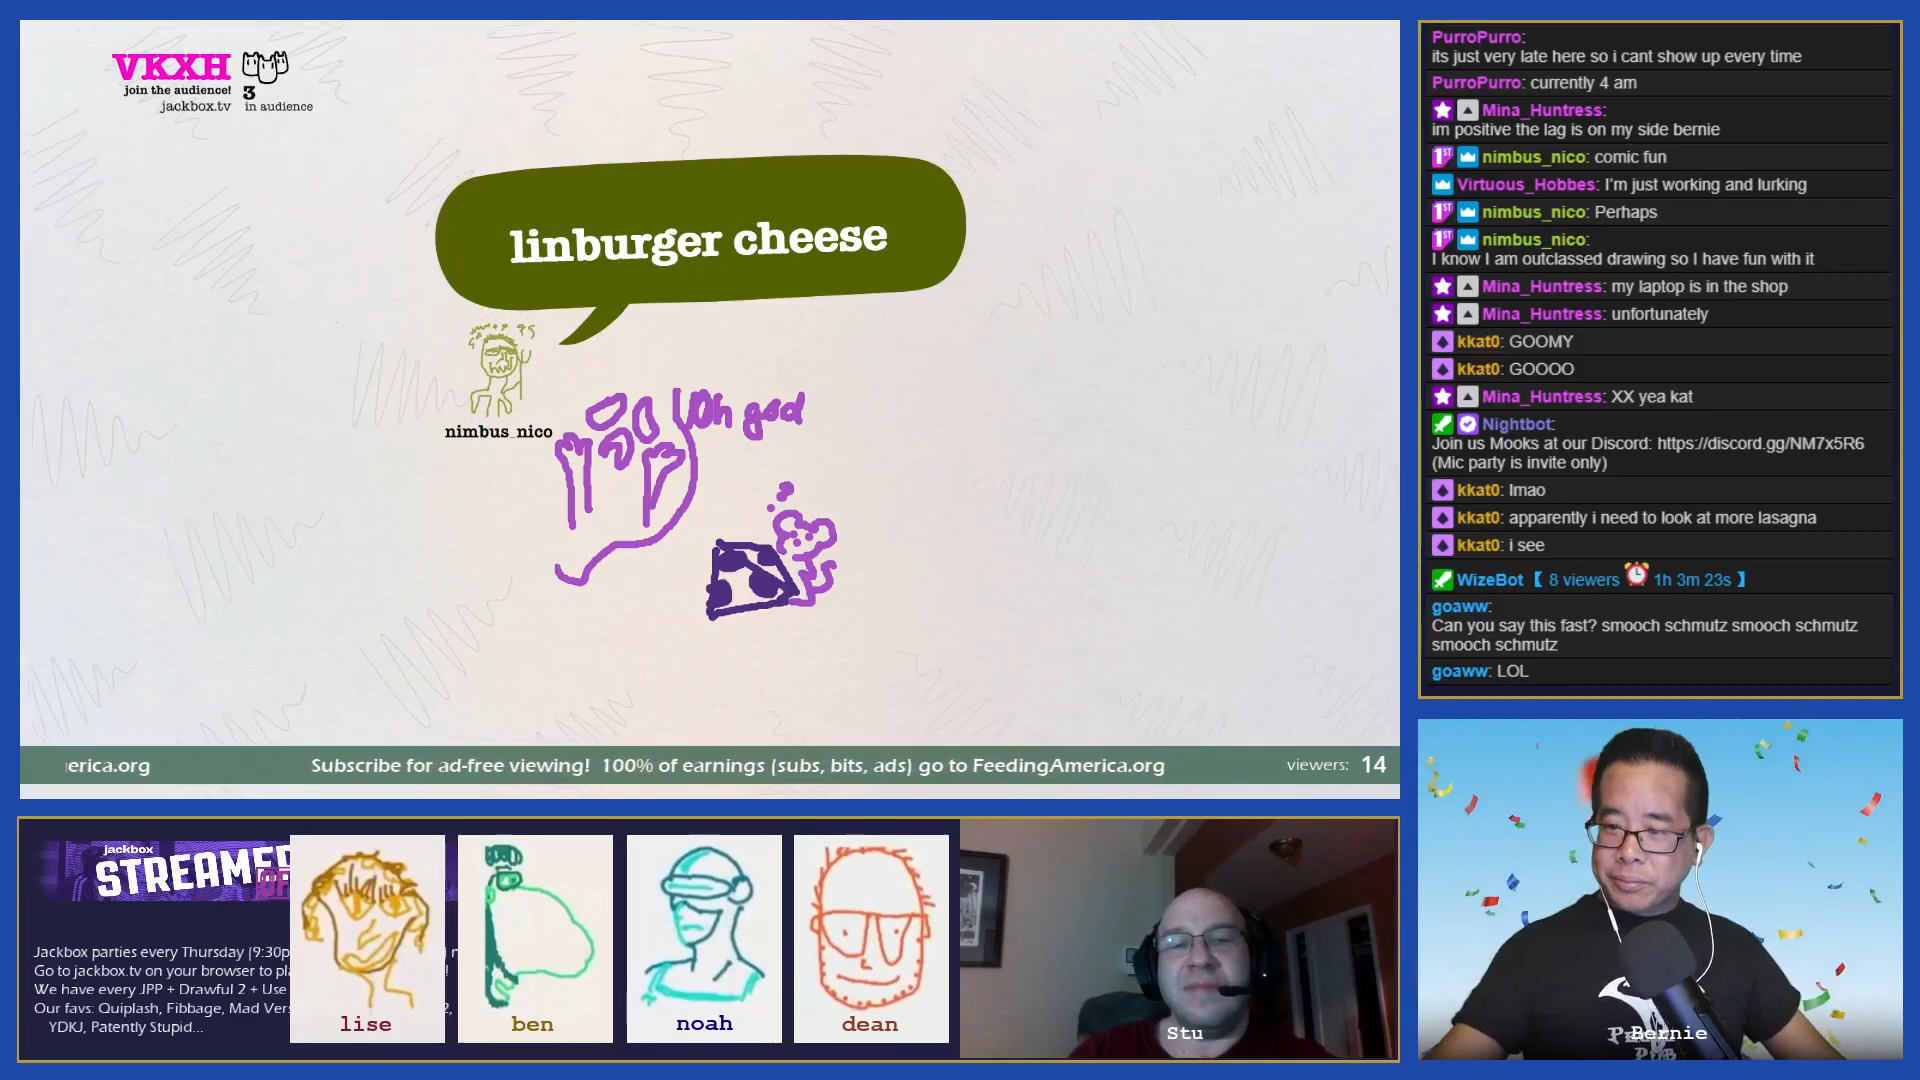 VKXH
join the audience!
jackbox.tv
3
in audience
linburger cheese
nimbus_nico
Oh god
erica.org
Subscribe for ad-free viewing! 100% of earnings (subs, bits, ads) go to FeedingAmerica.org
viewers: 14
PurroPurro:
its just very late here so i cant show up every time
PurroPurro: currently 4 am
Mina_Huntress:
im positive the lag is on my side bernie
1ST nimbus_nico: comic fun
Virtuous_Hobbes: I'm just working and lurking
1ST nimbus_nico: Perhaps
1ST nimbus_nico:
I know I am outclassed drawing so I have fun with it
Mina_Huntress: my laptop is in the shop
Mina_Huntress: unfortunately
kkat0: GOOMY
kkat0: GOOOO
Mina_Huntress: XX yea kat
Nightbot:
Join us Mooks at our Discord: https://discord.gg/NM7x5R6
(Mic party is invite only)
kkat0: lmao
kkat0: apparently i need to look at more lasagna
kkat0: i see
WizeBot 【 8 viewers 1h 3m 23s 】
goaww:
Can you say this fast? smooch schmutz smooch schmutz
smooch schmutz
goaww: LOL
jackbox
STREAMED
Jackbox parties every Thursday (9:30p
Go to jackbox.tv on your browser to pla
We have every JPP + Drawful 2 + Use
Our favs: Quiplash, Fibbage, Mad Vers
YDKJ, Patently Stupid...
lise
ben
noah
dean
Stu
Bernie